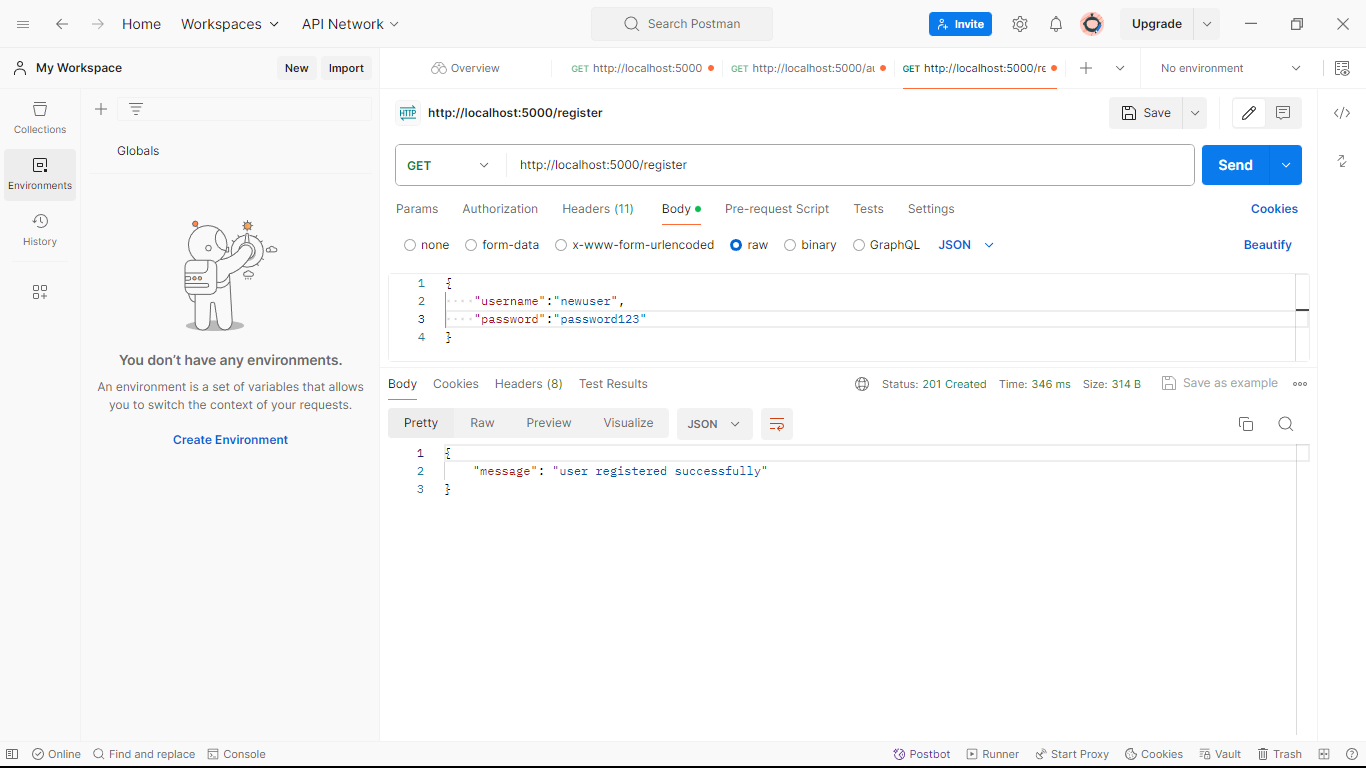 Home Workspaces API Network Search Postman Invite Upgrade
My Workspace New Import Overview GET http://localhost:5000 GET http://localhost:5000/au GET http://localhost:5000/re No environment
Collections
Environments
History
Globals
You don't have any environments.
An environment is a set of variables that allows
you to switch the context of your requests.
Create Environment
HTTP http://localhost:5000/register Save
GET http://localhost:5000/register Send
Params Authorization Headers (11) Body Pre-request Script Tests Settings Cookies
none form-data x-www-form-urlencoded raw binary GraphQL JSON Beautify
1 {
2 ····"username":"newuser",
3 ····"password":"password123"
4 }
Body Cookies Headers (8) Test Results Status: 201 Created Time: 346 ms Size: 314 B Save as example
Pretty Raw Preview Visualize JSON
1 {
2 "message": "user registered successfully"
3 }
Online Find and replace Console Postbot Runner Start Proxy Cookies Vault Trash